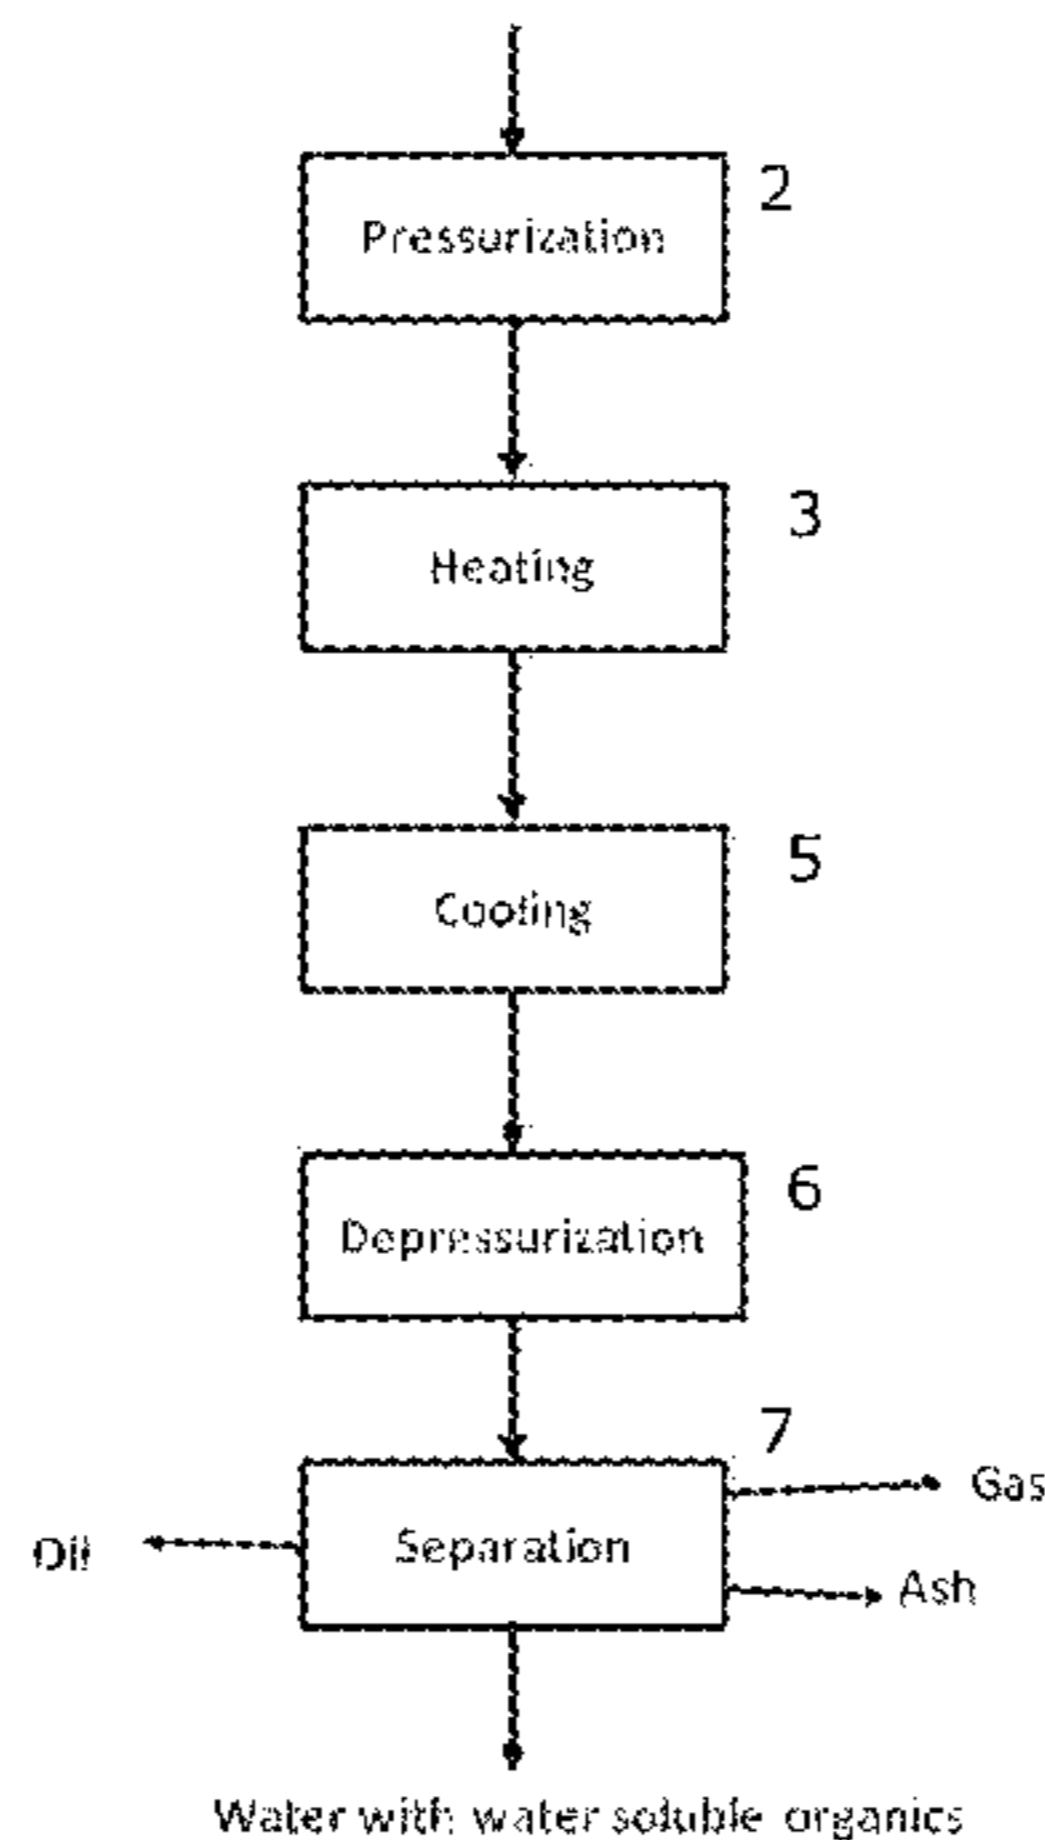 2
Pressurization
3
Heating
5
Cooling
6
Depressurization
7
Gas
Oil
Separation
Ash
Water with water soluble organics